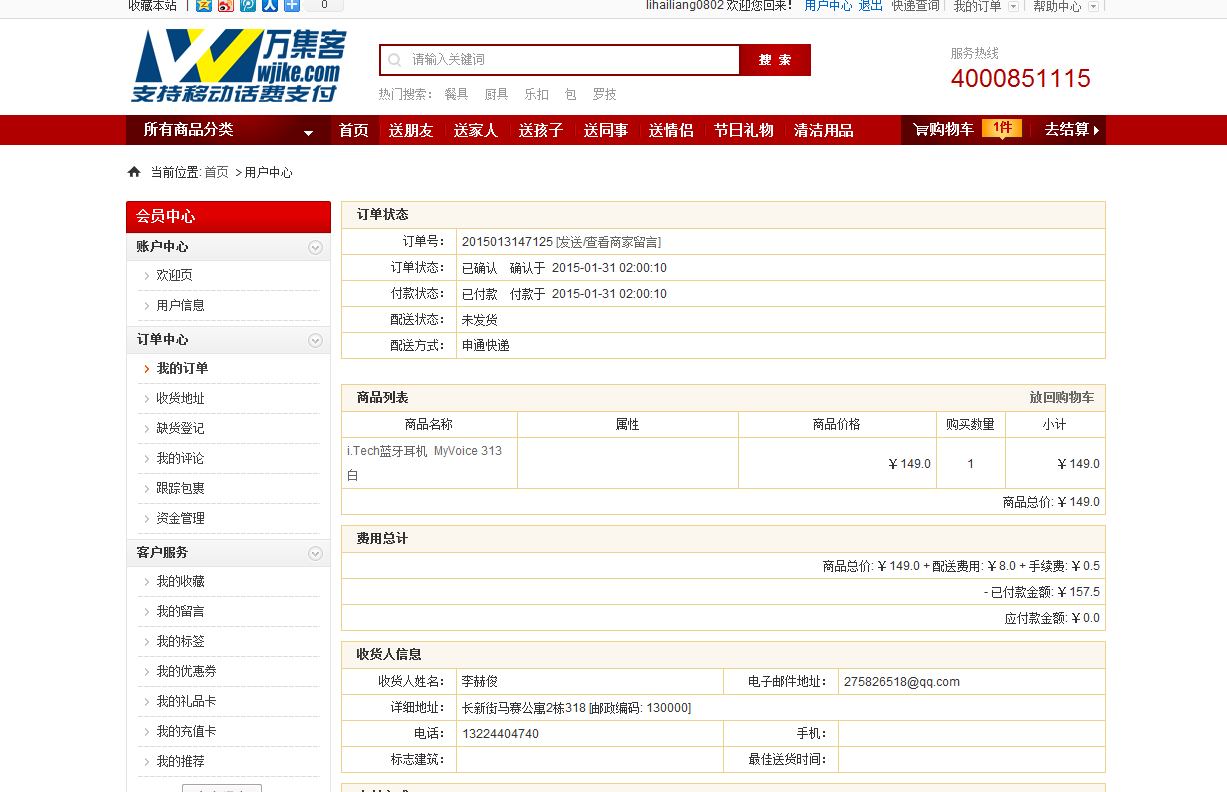 收藏本站 0 lihailiang0802 欢迎您回来！ 用户中心 退出 快递查询 我的订单 帮助中心
万集客
wjike.com
支持移动话费支付
请输入关键词 搜 索
热门搜索： 餐具 厨具 乐扣 包 罗技
服务热线
4000851115
所有商品分类 首页 送朋友 送家人 送孩子 送同事 送情侣 节日礼物 清洁用品 购物车 1件 去结算
当前位置: 首页 > 用户中心
会员中心
账户中心
欢迎页
用户信息
订单中心
我的订单
收货地址
缺货登记
我的评论
跟踪包裹
资金管理
客户服务
我的收藏
我的留言
我的标签
我的优惠券
我的礼品卡
我的充值卡
我的推荐
订单状态
订单号： 2015013147125 [发送/查看商家留言]
订单状态： 已确认 确认于 2015-01-31 02:00:10
付款状态： 已付款 付款于 2015-01-31 02:00:10
配送状态： 未发货
配送方式： 申通快递
商品列表 放回购物车
商品名称 属性 商品价格 购买数量 小计
i.Tech蓝牙耳机 MyVoice 313
白
￥149.0 1 ￥149.0
商品总价: ￥149.0
费用总计
商品总价: ￥149.0 + 配送费用: ￥8.0 + 手续费: ￥0.5
- 已付款金额: ￥157.5
应付款金额: ￥0.0
收货人信息
收货人姓名： 李赫俊 电子邮件地址： 275826518@qq.com
详细地址： 长新街马赛公寓2栋318 [邮政编码: 130000]
电话： 13224404740 手机：
标志建筑： 最佳送货时间：